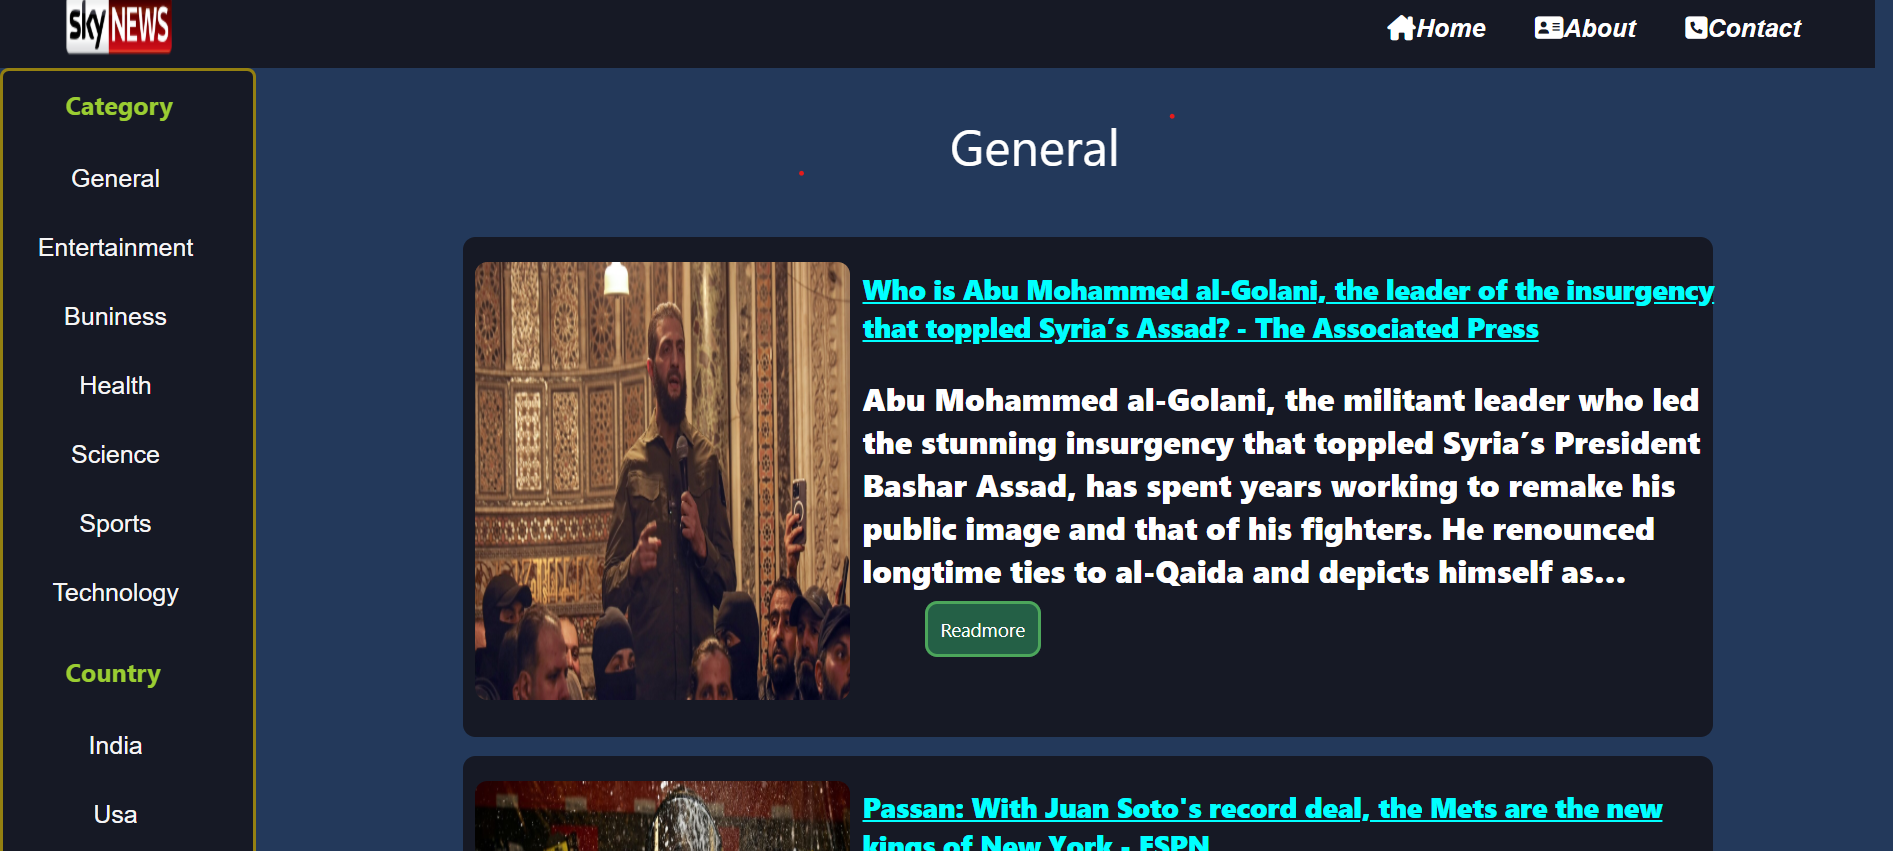 sky NEWS
Home
About
Contact
Category
General
Entertainment
Buniness
Health
Science
Sports
Technology
Country
India
Usa
General
Who is Abu Mohammed al-Golani, the leader of the insurgency
that toppled Syria’s Assad? - The Associated Press
Abu Mohammed al-Golani, the militant leader who led
the stunning insurgency that toppled Syria’s President
Bashar Assad, has spent years working to remake his
public image and that of his fighters. He renounced
longtime ties to al-Qaida and depicts himself as...
Readmore
Passan: With Juan Soto's record deal, the Mets are the new
kings of New York - ESPN